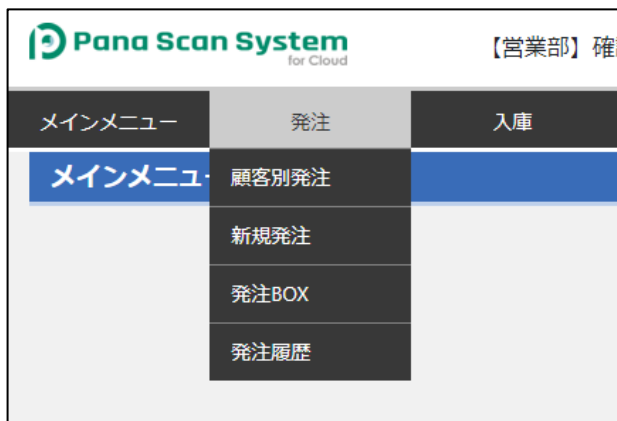 Pana Scan System
for Cloud
【営業部】確
メインメニュー
発注
入庫
メインメニュー
顧客別発注
新規発注
発注BOX
発注履歴